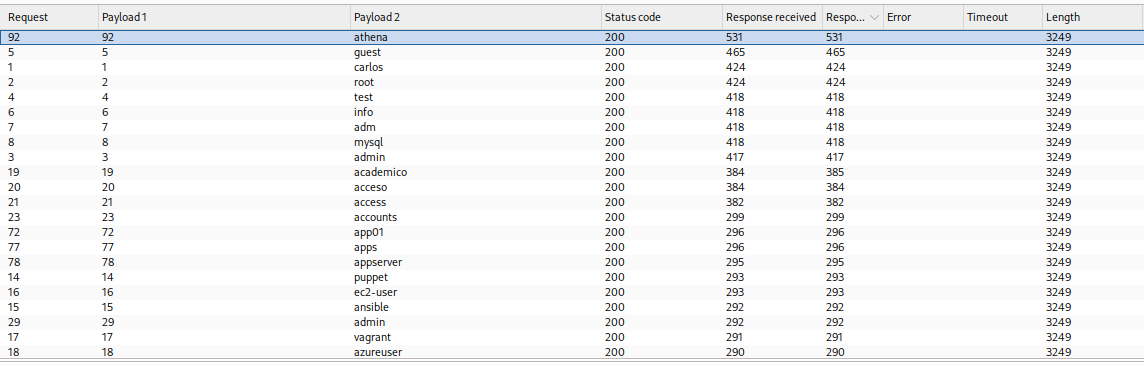 Request Payload 1 Payload 2 Status code Response received Respo... Error Timeout Length
92 92 athena 200 531 531 3249
5 5 guest 200 465 465 3249
1 1 carlos 200 424 424 3249
2 2 root 200 424 424 3249
4 4 test 200 418 418 3249
6 6 info 200 418 418 3249
7 7 adm 200 418 418 3249
8 8 mysql 200 418 418 3249
3 3 admin 200 417 417 3249
19 19 academico 200 384 385 3249
20 20 acceso 200 384 384 3249
21 21 access 200 382 382 3249
23 23 accounts 200 299 299 3249
72 72 app01 200 296 296 3249
77 77 apps 200 296 296 3249
78 78 appserver 200 295 295 3249
14 14 puppet 200 293 293 3249
16 16 ec2-user 200 293 293 3249
15 15 ansible 200 292 292 3249
29 29 admin 200 292 292 3249
17 17 vagrant 200 291 291 3249
18 18 azureuser 200 290 290 3249